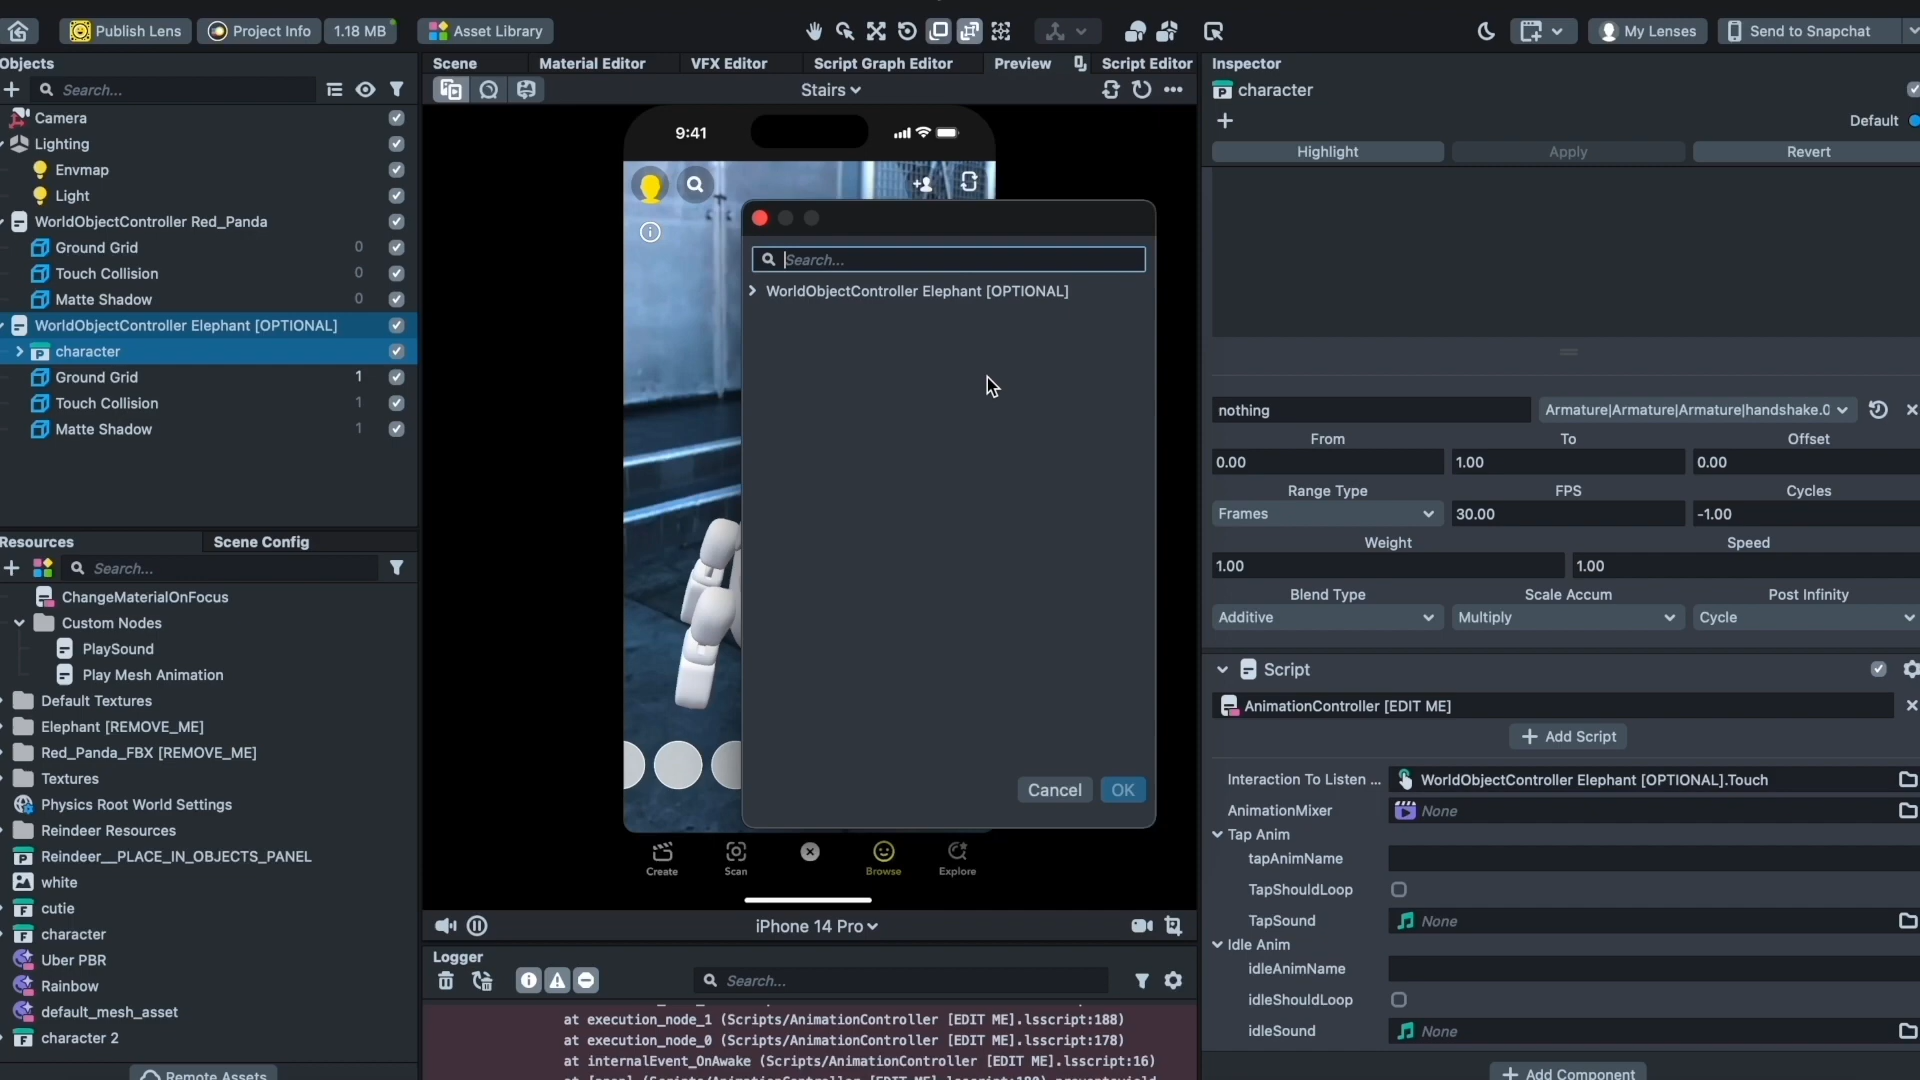 Publish Lens
Project Info
1.18 MB
Asset Library
My Lenses
Send to Snapchat
Objects
Search...
Camera
Lighting
Envmap
Light
WorldObjectController Red_Panda
Ground Grid 0
Touch Collision 0
Matte Shadow 0
WorldObjectController Elephant [OPTIONAL]
character
Ground Grid 1
Touch Collision 1
Matte Shadow 1
Resources
Scene Config
Search...
ChangeMaterialOnFocus
Custom Nodes
PlaySound
Play Mesh Animation
Default Textures
Elephant [REMOVE_ME]
Red_Panda_FBX [REMOVE_ME]
Textures
Physics Root World Settings
Reindeer Resources
Reindeer__PLACE_IN_OBJECTS_PANEL
white
cutie
character
Uber PBR
Rainbow
default_mesh_asset
character 2
Remote Assets
Scene
Material Editor
VFX Editor
Script Graph Editor
Preview
Script Editor
Stairs
9:41
Search...
WorldObjectController Elephant [OPTIONAL]
Cancel
OK
Create
Scan
Browse
Explore
iPhone 14 Pro
Logger
Search...
at execution_node_1 (Scripts/AnimationController [EDIT ME].lsscript:188)
at execution_node_0 (Scripts/AnimationController [EDIT ME].lsscript:178)
at internalEvent_OnAwake (Scripts/AnimationController [EDIT ME].lsscript:16)
Inspector
character
Default
Highlight
Apply
Revert
nothing
Armature|Armature|Armature|handshake.0
From To Offset
0.00 1.00 0.00
Range Type FPS Cycles
Frames 30.00 -1.00
Weight Speed
1.00 1.00
Blend Type Scale Accum Post Infinity
Additive Multiply Cycle
Script
AnimationController [EDIT ME]
Add Script
Interaction To Listen ... WorldObjectController Elephant [OPTIONAL].Touch
AnimationMixer None
Tap Anim
tapAnimName
TapShouldLoop
TapSound None
Idle Anim
idleAnimName
idleShouldLoop
idleSound None
Add Component